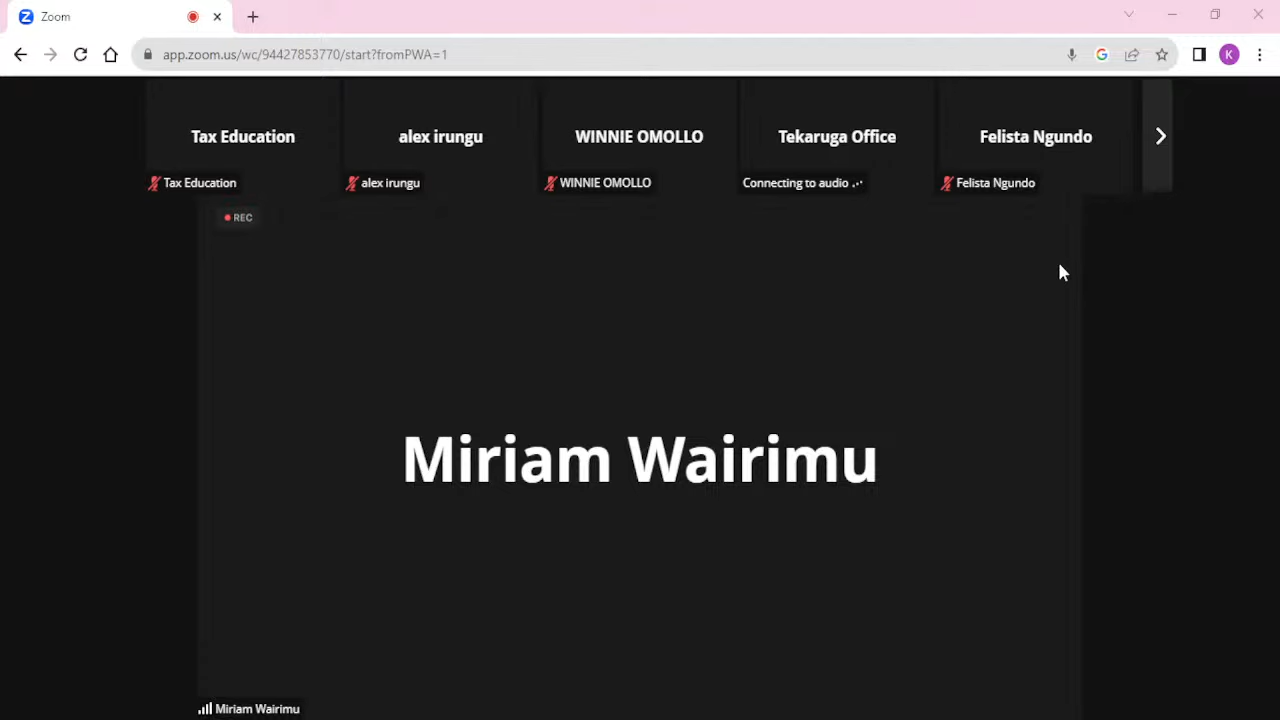 Zoom
app.zoom.us/wc/94427853770/start?fromPWA=1
K
Tax Education
alex irungu
WINNIE OMOLLO
Tekaruga Office
Felista Ngundo
Tax Education
alex irungu
WINNIE OMOLLO
Connecting to audio
Felista Ngundo
REC
Miriam Wairimu
Miriam Wairimu